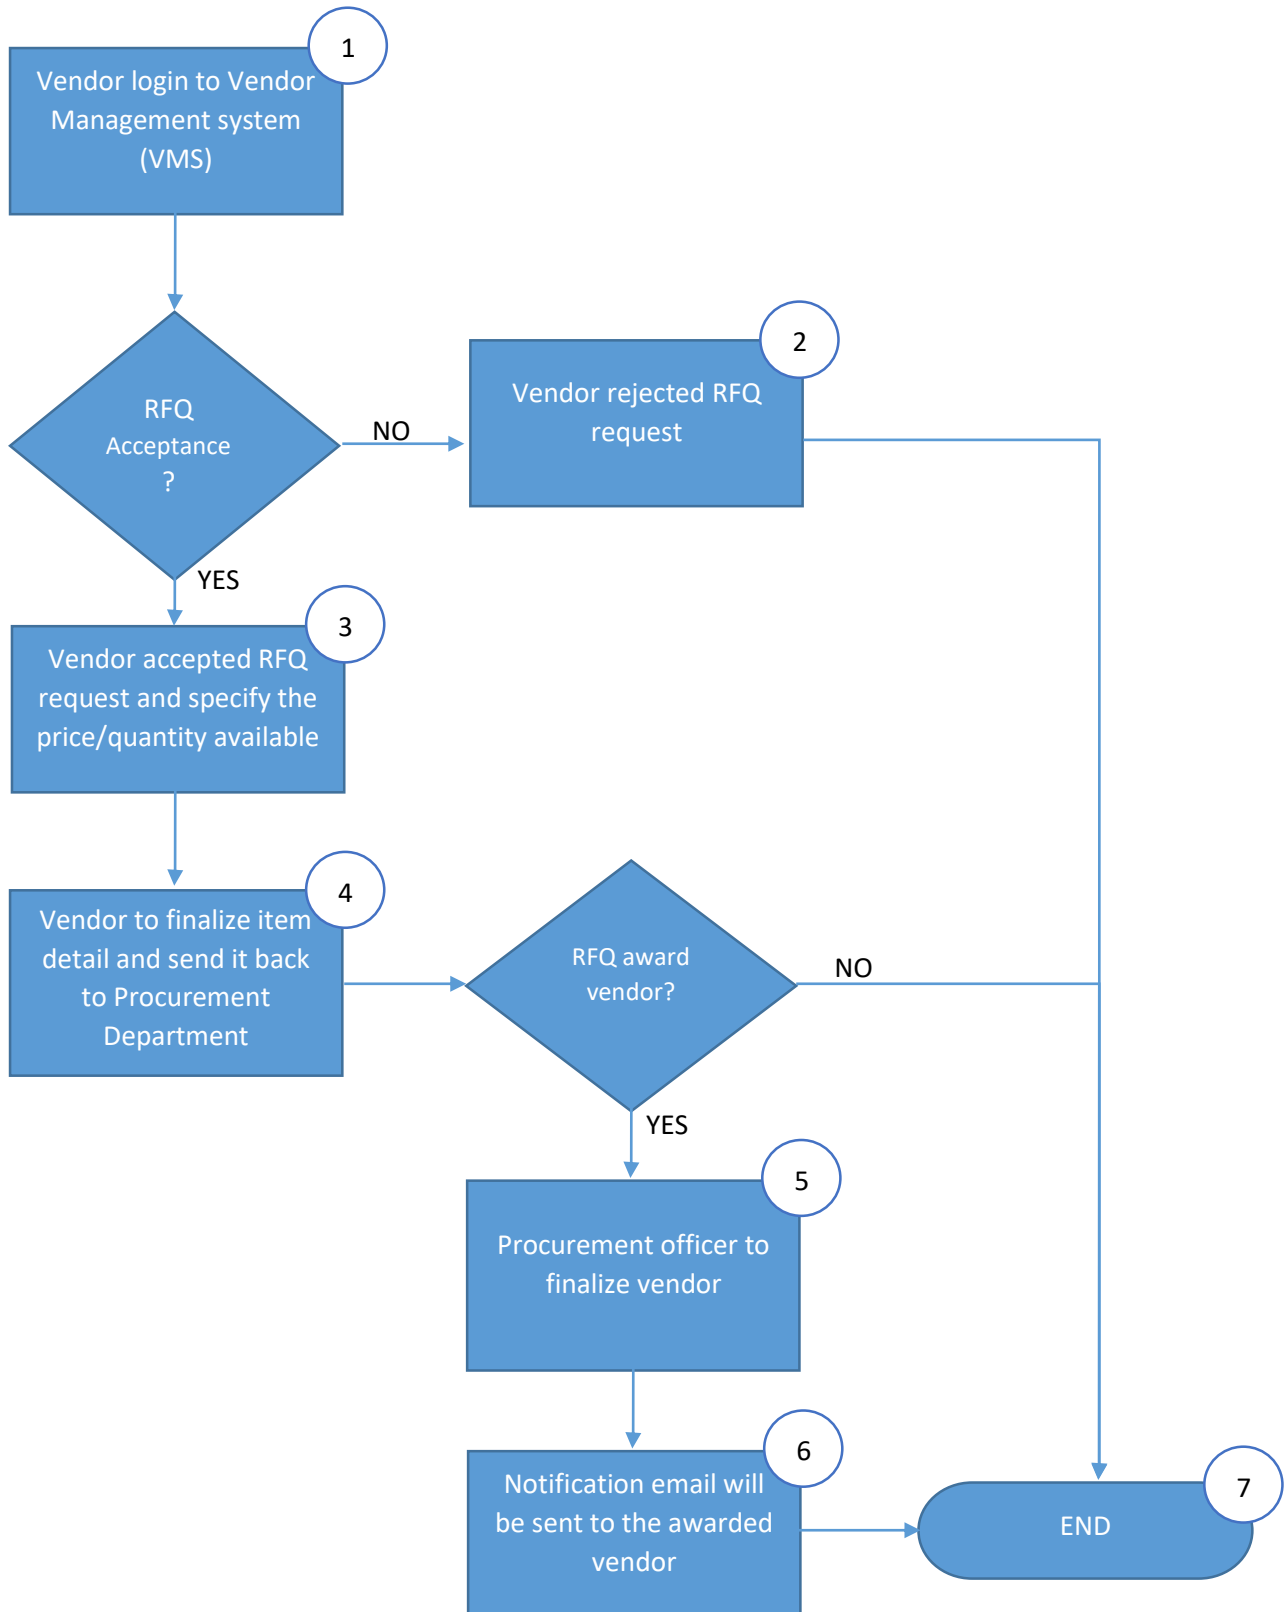 1
Vendor login to Vendor
Management system
(VMS)
RFQ
Acceptance
?
NO
2
Vendor rejected RFQ
request
YES
3
Vendor accepted RFQ
request and specify the
price/quantity available
4
Vendor to finalize item
detail and send it back
to Procurement
Department
RFQ award
vendor?
NO
YES
5
Procurement officer to
finalize vendor
6
Notification email will
be sent to the awarded
vendor
7
END